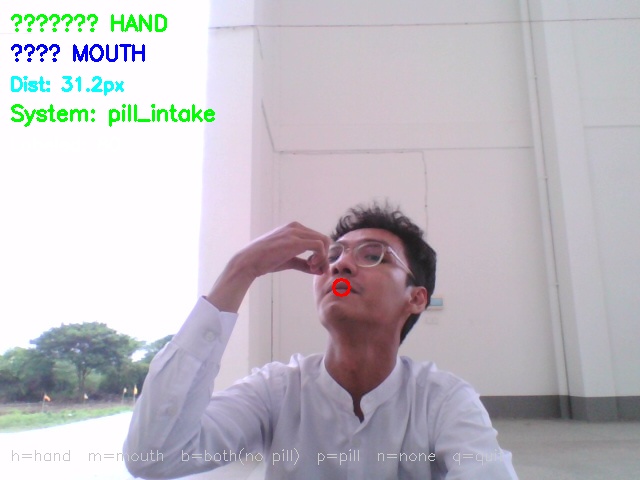 ??????? HAND
???? MOUTH
Dist: 31.2px
System: pill_intake
h=hand m=mouth b=both(no pill) p=pill n=none q=quit